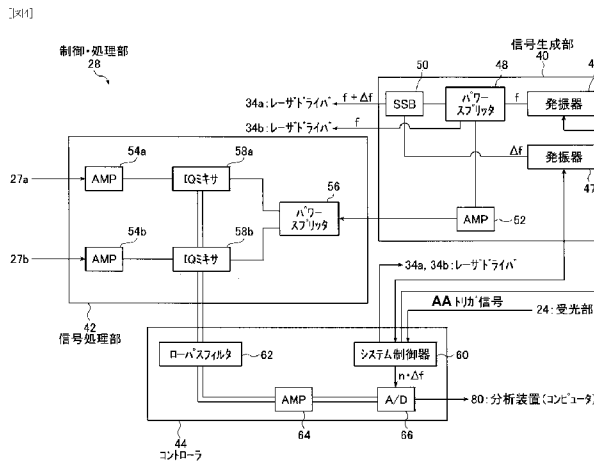 [図4]
制御・処理部
28
信号生成部
40
50
48
SSB
パワースプリッタ
f
発振器
f + Δf
34a:レーザドライバ
f
34b:レーザドライバ
発振器
Δf
47
54a
58a
27a
AMP
IQミキサ
56
パワースプリッタ
AMP
52
54b
58b
27b
AMP
IQミキサ
34a, 34b:レーザドライバ
AAトリガ信号
24:受光部
42
信号処理部
ローパスフィルタ
62
システム制御器
60
n・Δf
AMP
A/D
80:分析装置(コンピュータ)
44
コントローラ
64
66